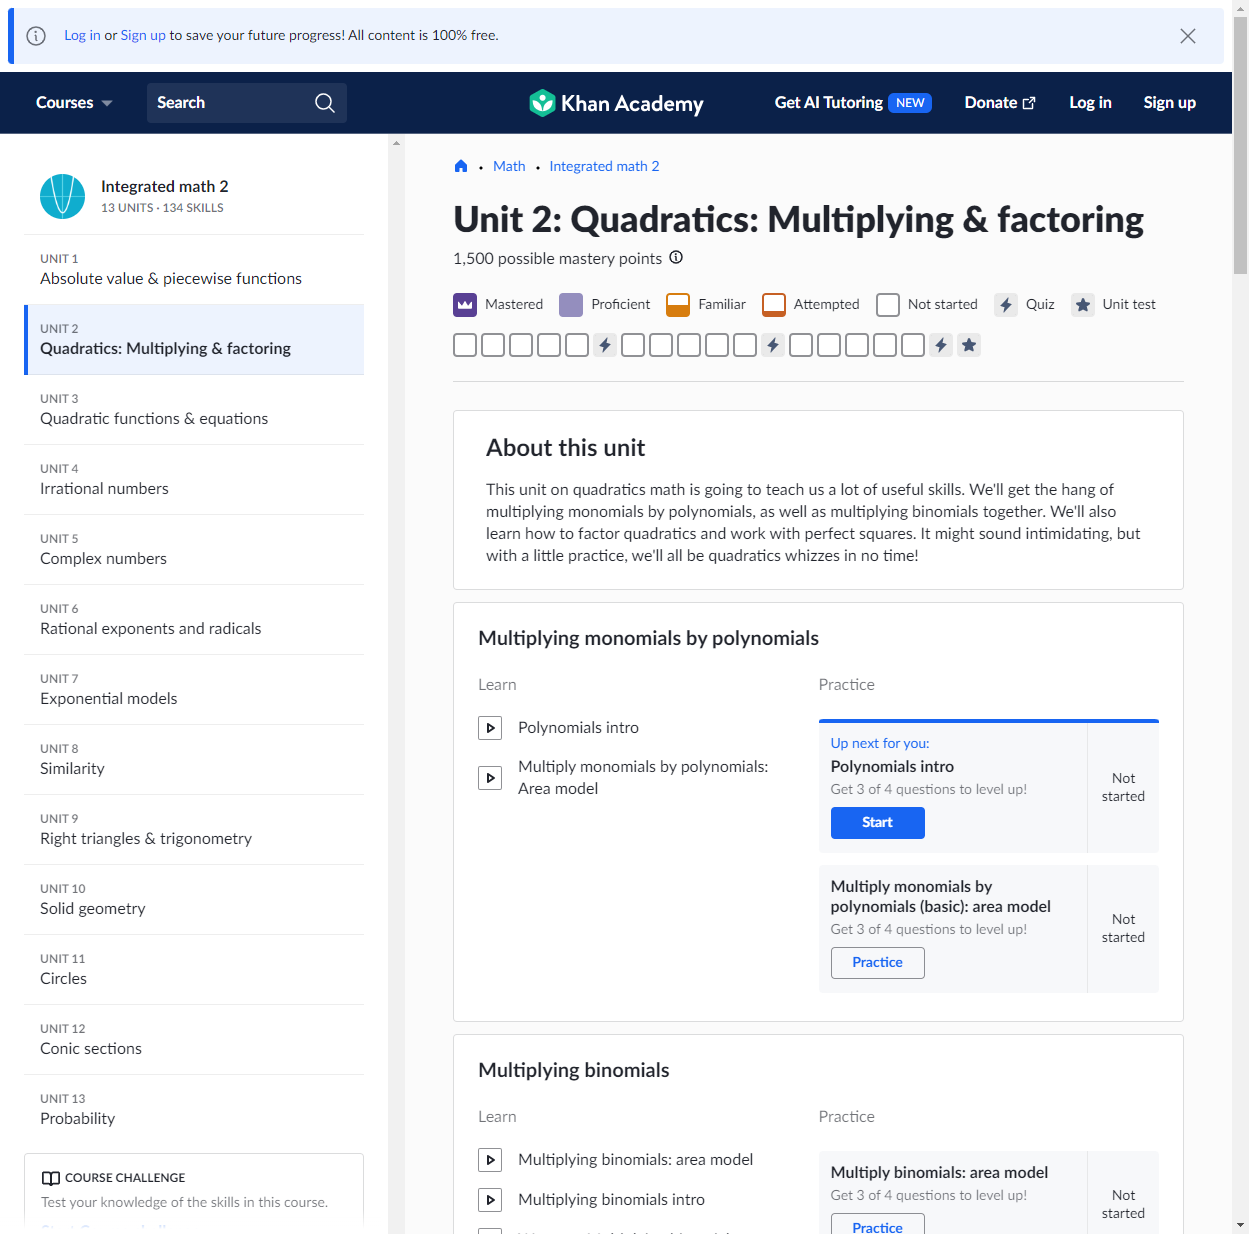 Log in or Sign up to save your future progress! All content is 100% free.
Courses
Search
Khan Academy
Get AI Tutoring NEW
Donate
Log in
Sign up
Integrated math 2
13 UNITS · 134 SKILLS
UNIT 1
Absolute value & piecewise functions
UNIT 2
Quadratics: Multiplying & factoring
UNIT 3
Quadratic functions & equations
UNIT 4
Irrational numbers
UNIT 5
Complex numbers
UNIT 6
Rational exponents and radicals
UNIT 7
Exponential models
UNIT 8
Similarity
UNIT 9
Right triangles & trigonometry
UNIT 10
Solid geometry
UNIT 11
Circles
UNIT 12
Conic sections
UNIT 13
Probability
COURSE CHALLENGE
Test your knowledge of the skills in this course.
Math
Integrated math 2
Unit 2: Quadratics: Multiplying & factoring
1,500 possible mastery points
Mastered
Proficient
Familiar
Attempted
Not started
Quiz
Unit test
About this unit
This unit on quadratics math is going to teach us a lot of useful skills. We'll get the hang of
multiplying monomials by polynomials, as well as multiplying binomials together. We'll also
learn how to factor quadratics and work with perfect squares. It might sound intimidating, but
with a little practice, we'll all be quadratics whizzes in no time!
Multiplying monomials by polynomials
Learn
Polynomials intro
Multiply monomials by polynomials:
Area model
Practice
Up next for you:
Polynomials intro
Get 3 of 4 questions to level up!
Start
Not
started
Multiply monomials by
polynomials (basic): area model
Get 3 of 4 questions to level up!
Practice
Not
started
Multiplying binomials
Learn
Multiplying binomials: area model
Multiplying binomials intro
Practice
Multiply binomials: area model
Get 3 of 4 questions to level up!
Practice
Not
started